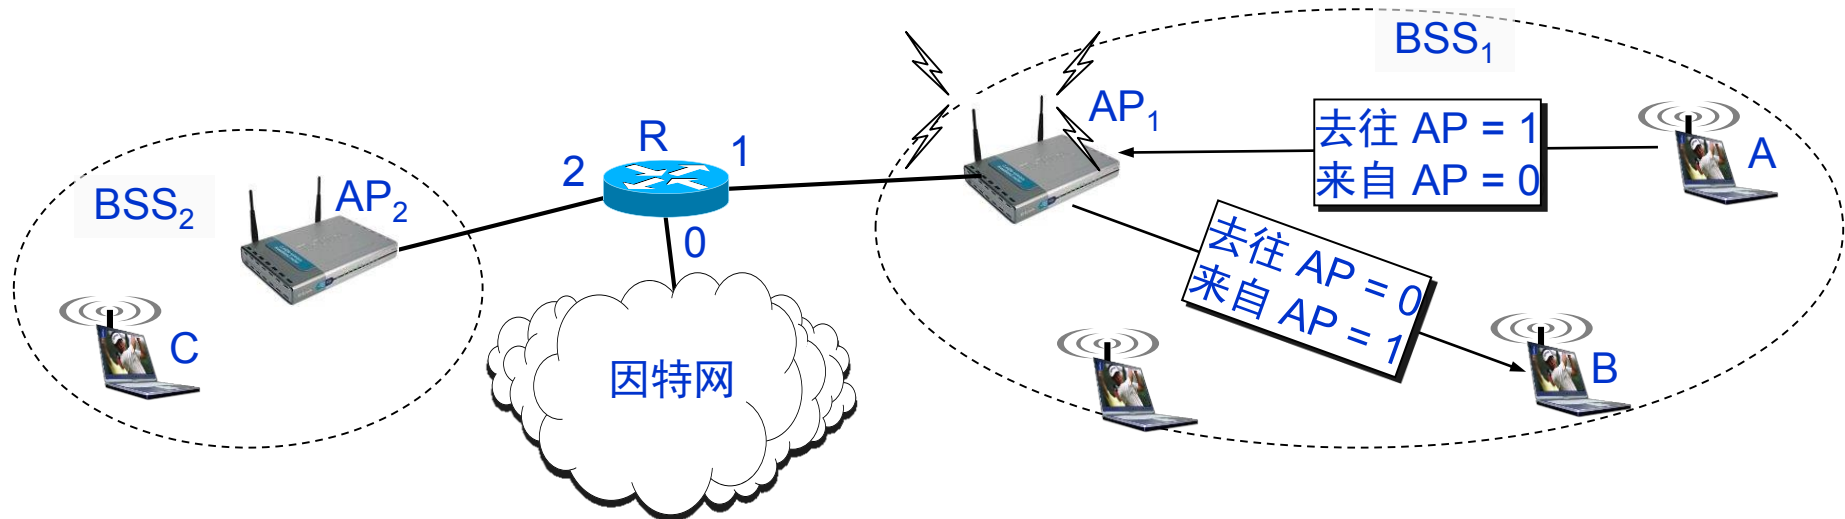 BSS₁
AP₁
去往 AP = 1
来自 AP = 0
A
R
1
2
0
AP₂
BSS₂
去往 AP = 0
来自 AP = 1
C
因特网
B